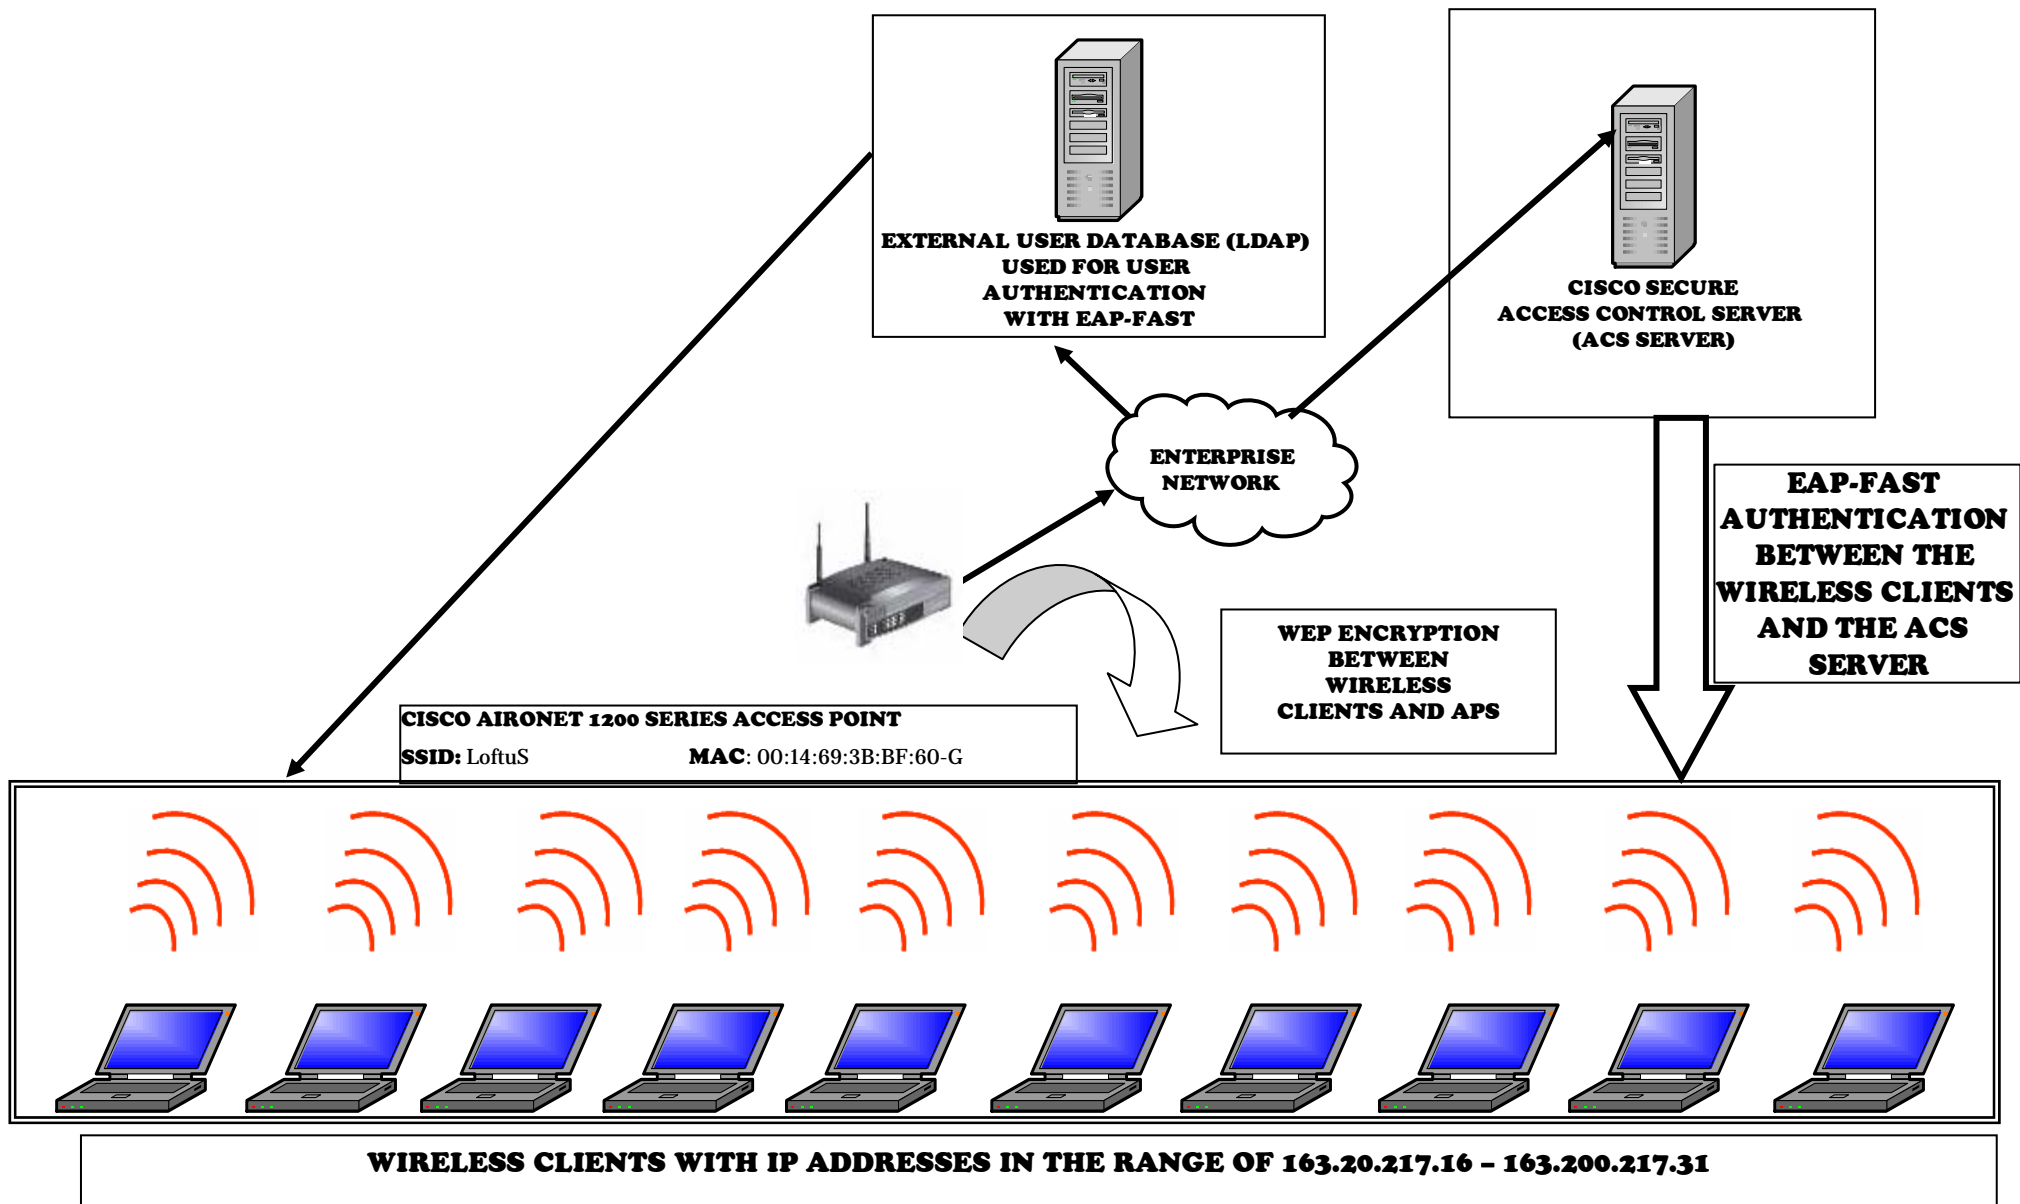 EXTERNAL USER DATABASE (LDAP)
USED FOR USER
AUTHENTICATION
WITH EAP-FAST
CISCO SECURE
ACCESS CONTROL SERVER
(ACS SERVER)
ENTERPRISE
NETWORK
EAP-FAST
AUTHENTICATION
BETWEEN THE
WIRELESS CLIENTS
AND THE ACS
SERVER
WEP ENCRYPTION
BETWEEN
WIRELESS
CLIENTS AND APS
CISCO AIRONET 1200 SERIES ACCESS POINT
SSID: LoftuS MAC: 00:14:69:3B:BF:60-G
WIRELESS CLIENTS WITH IP ADDRESSES IN THE RANGE OF 163.20.217.16 – 163.200.217.31